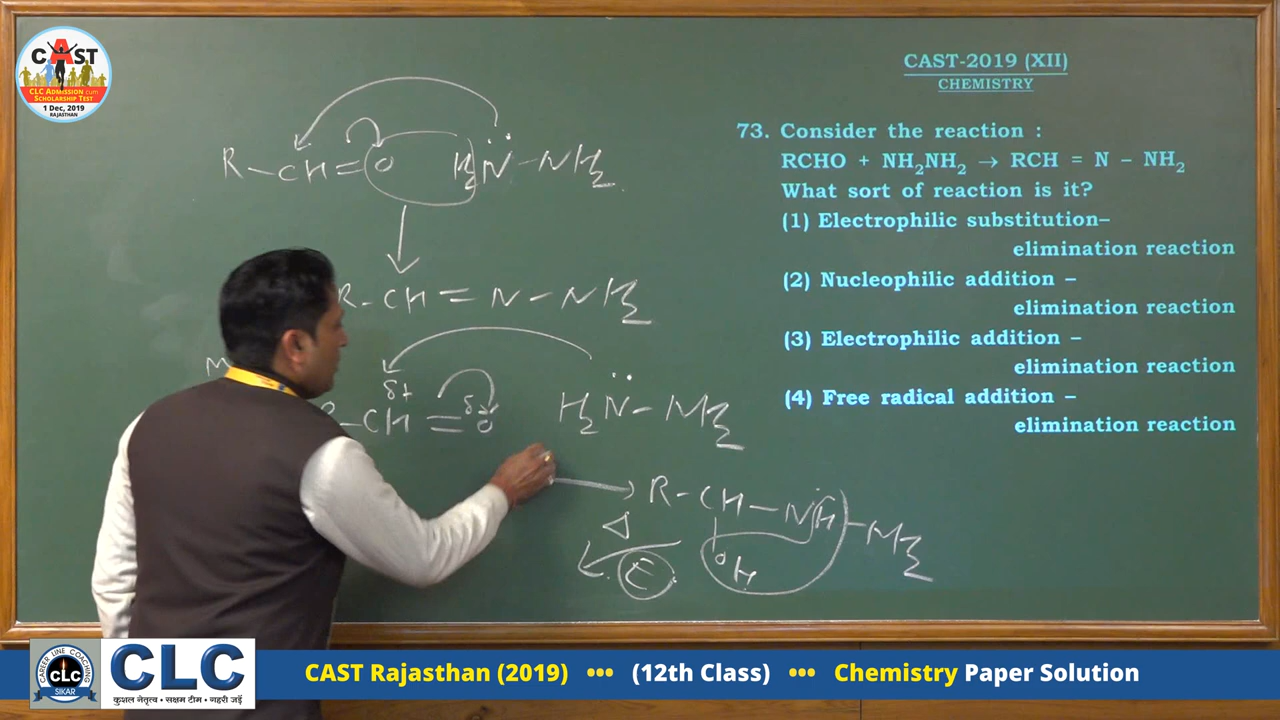 CAST
CLC ADMISSION CUM
SCHOLARSHIP TEST
1 Dec, 2019
RAJASTHAN
CAST-2019 (XII)
CHEMISTRY
73. Consider the reaction :
RCHO + NH₂NH₂ → RCH = N – NH₂
What sort of reaction is it?
(1) Electrophilic substitution–
elimination reaction
(2) Nucleophilic addition –
elimination reaction
(3) Electrophilic addition –
elimination reaction
(4) Free radical addition –
elimination reaction
R-CH=O H₂N̈-NH₂
R-CH=N-NH₂
δ+ δ-
-CH=O H₂N̈-NH₂
→ R-CH-NH-NH₂
OH
Δ
E
CAREER LINE COACHING
CLC
SIKAR
CLC
कुशल नेतृत्व • सक्षम टीम • गहरी जड़ें
CAST Rajasthan (2019) ••• (12th Class) ••• Chemistry Paper Solution